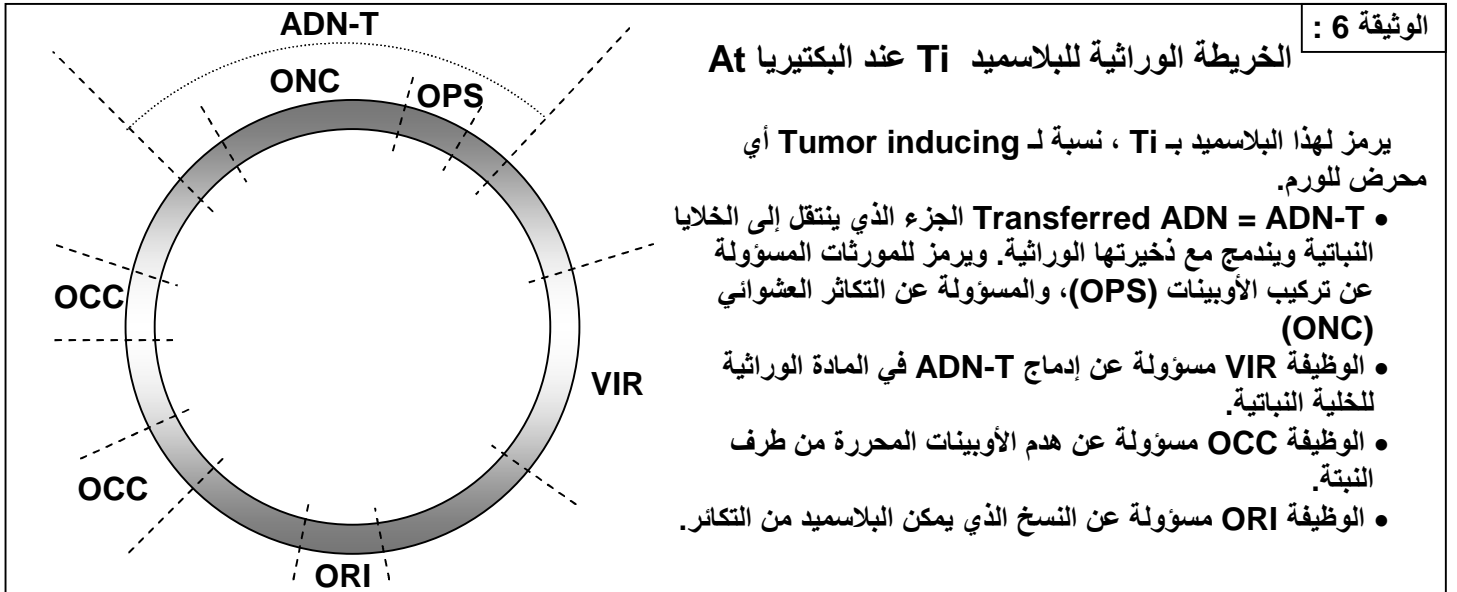 الوثيقة 6 :
الخريطة الوراثية للبلاسميد Ti عند البكتيريا At
يرمز لهذا البلاسميد بـ Ti ، نسبة لـ Tumor inducing أي
محرض للورم.
• Transferred ADN = ADN-T الجزء الذي ينتقل إلى الخلايا
النباتية ويندمج مع ذخيرتها الوراثية. ويرمز للمورثات المسؤولة
عن تركيب الأوبينات (OPS)، والمسؤولة عن التكاثر العشوائي
(ONC)
• الوظيفة VIR مسؤولة عن إدماج ADN-T في المادة الوراثية
للخلية النباتية.
• الوظيفة OCC مسؤولة عن هدم الأوبينات المحررة من طرف
النبتة.
• الوظيفة ORI مسؤولة عن النسخ الذي يمكن البلاسميد من التكاثر.
ADN-T
ONC
OPS
OCC
VIR
OCC
ORI